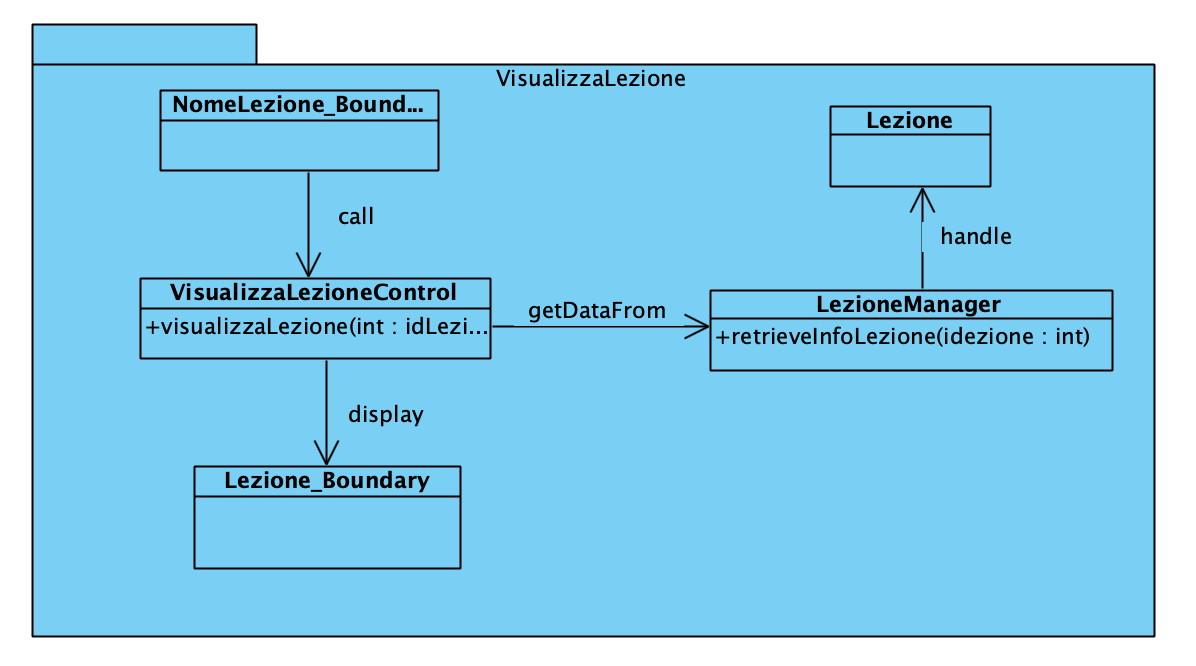 VisualizzaLezione
NomeLezione_Bound...
Lezione
call
handle
VisualizzaLezioneControl
+visualizzaLezione(int : idLezi...
getDataFrom
LezioneManager
+retrieveInfoLezione(idezione : int)
display
Lezione_Boundary